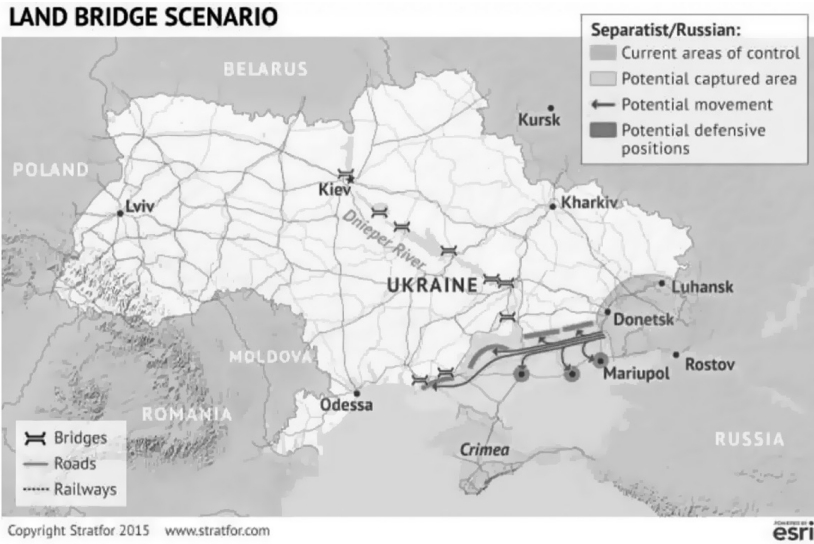 LAND BRIDGE SCENARIO
Separatist/Russian:
Current areas of control
Potential captured area
Potential movement
Potential defensive
positions
BELARUS
Kursk
POLAND
Kiev
Lviv
Kharkiv
Dnieper River
UKRAINE
Luhansk
Donetsk
MOLDOVA
Rostov
Mariupol
Odessa
ROMANIA
RUSSIA
Crimea
Bridges
Roads
Railways
Copyright Stratfor 2015 www.stratfor.com
POWERED BY
esri